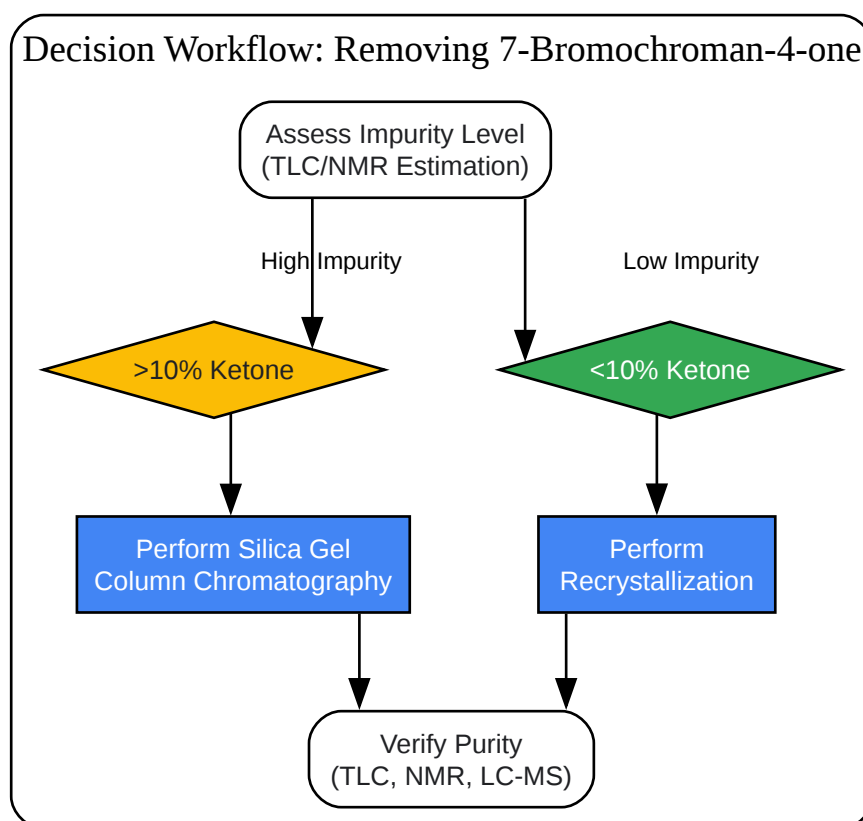 Decision Workflow: Removing 7-Bromochroman-4-one
Assess Impurity Level
(TLC/NMR Estimation)
High Impurity
Low Impurity
>10% Ketone
<10% Ketone
Perform Silica Gel
Column Chromatography
Perform
Recrystallization
Verify Purity
(TLC, NMR, LC-MS)